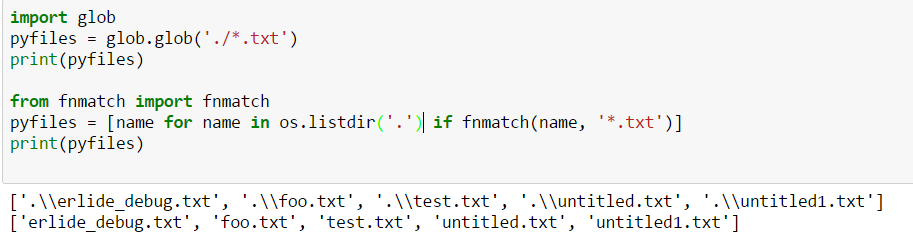 import glob
pyfiles = glob.glob('./*.txt')
print(pyfiles)
from fnmatch import fnmatch
pyfiles = [name for name in os.listdir('.') if fnmatch(name, '*.txt')]
print(pyfiles)
['.\\erlide_debug.txt', '.\\foo.txt', '.\\test.txt', '.\\untitled.txt', '.\\untitled1.txt']
['erlide_debug.txt', 'foo.txt', 'test.txt', 'untitled.txt', 'untitled1.txt']